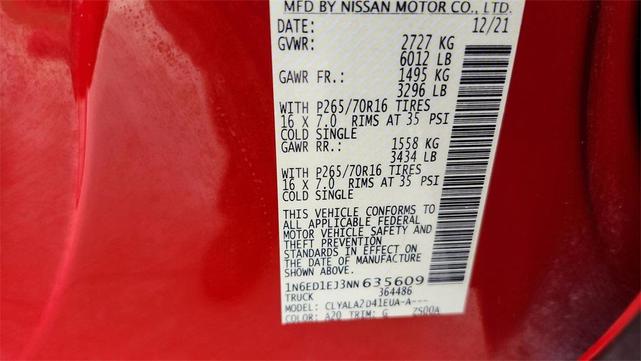 MFD BY NISSAN MOTOR CO., LTD.
DATE: 12/21
GVWR: 2727 KG
6012 LB
GAWR FR.: 1495 KG
3296 LB
WITH P265/70R16 TIRES
16 X 7.0 RIMS AT 35 PSI
COLD SINGLE
GAWR RR.: 1558 KG
3434 LB
WITH P265/70R16 TIRES
16 X 7.0 RIMS AT 35 PSI
COLD SINGLE
THIS VEHICLE CONFORMS TO
ALL APPLICABLE FEDERAL
MOTOR VEHICLE SAFETY AND
THEFT PREVENTION
STANDARDS IN EFFECT ON
THE DATE OF MANUFACTURE
SHOWN ABOVE.
1N6ED1EJ3NN635609
TRUCK 364486
MODEL: CLYALA2D41EUA-A---
COLOR: A20 TRIM: G 2S00A